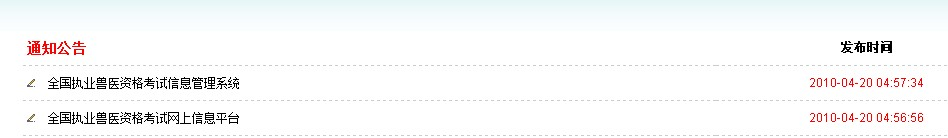 通知公告 发布时间
全国执业兽医资格考试信息管理系统 2010-04-20 04:57:34
全国执业兽医资格考试网上信息平台 2010-04-20 04:56:56